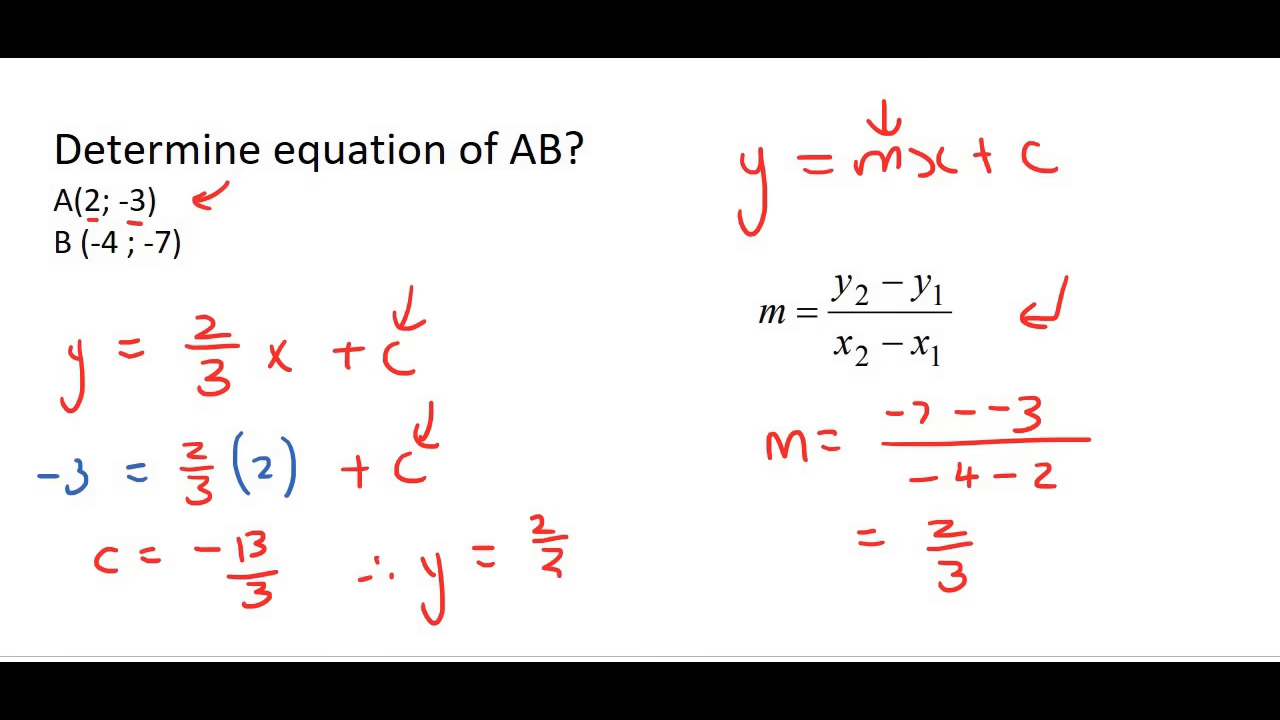 Determine equation of AB?
A(2; -3)
B (-4 ; -7)
y = 2/3 x + c
-3 = 2/3 (2) + c
c = -13/3 ∴ y = 2/3
y = mx + c
m = y₂ − y₁ / x₂ − x₁
m = -7 - -3 / -4 - 2
= 2/3